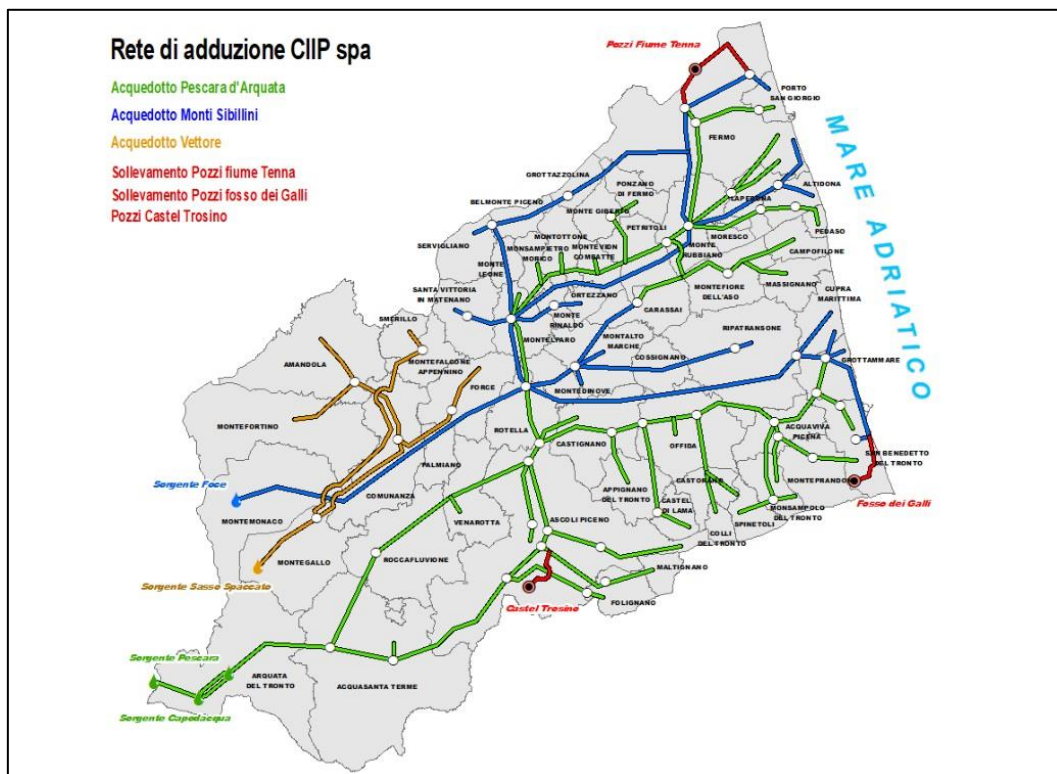 Rete di adduzione CIIP spa
Acquedotto Pescara d'Arquata
Acquedotto Monti Sibillini
Acquedotto Vettore
Sollevamento Pozzi fiume Tenna
Sollevamento Pozzi fosso dei Galli
Pozzi Castel Trosino
Pozzi Fiume Tenna
PORTO
SAN GIORGIO
FERMO
MARE ADRIATICO
GROTTAZZOLINA
PONZANO
DI FERMO
ALTIDONA
LAPEDONA
BELMONTE PICENO
MONTE GIBERTO
PETRITOLI
MORESCO
PEDASO
SERVIGLIANO
MONTOTTONE
MONSAMPIETRO
MORICO
MONTEVIDON
COMBATTE
MONTE
RUBBIANO
CAMPOFILONE
MONTE
LEONE
MASSIGNANO
SANTA VITTORIA
IN MATENANO
ORTEZZANO
MONTEFIORE
DELL'ASO
CUPRA
MARITTIMA
CARASSAI
SMERILLO
MONTE
RINALDO
RIPATRANSONE
MONTELPARO
MONTALTO
MARCHE
COSSIGNANO
AMANDOLA
MONTEFALCONE
APPENNINO
GROTTAMMARE
FORCE
MONTEDINOVE
MONTEFORTINO
ROTELLA
CASTIGNANO
ACQUAVIVA
PICENA
OFFIDA
SAN BENEDETTO
DEL TRONTO
PALMIANO
Sorgente Foce
COMUNANZA
APPIGNANO
DEL TRONTO
CASTORANO
MONTEPRANDONE
CASTEL
DI LAMA
Fosso dei Galli
MONTEMONACO
MONSAMPOLO
DEL TRONTO
VENAROTTA
ASCOLI PICENO
SPINETOLI
COLLI
DEL TRONTO
MONTEGALLO
ROCCAFLUVIONE
MALTIGNANO
Sorgente Sasso Spaccato
Castel Trosino
FOLIGNANO
Sorgente Pescara
ARQUATA
DEL TRONTO
ACQUASANTA TERME
Sorgente Capodacqua